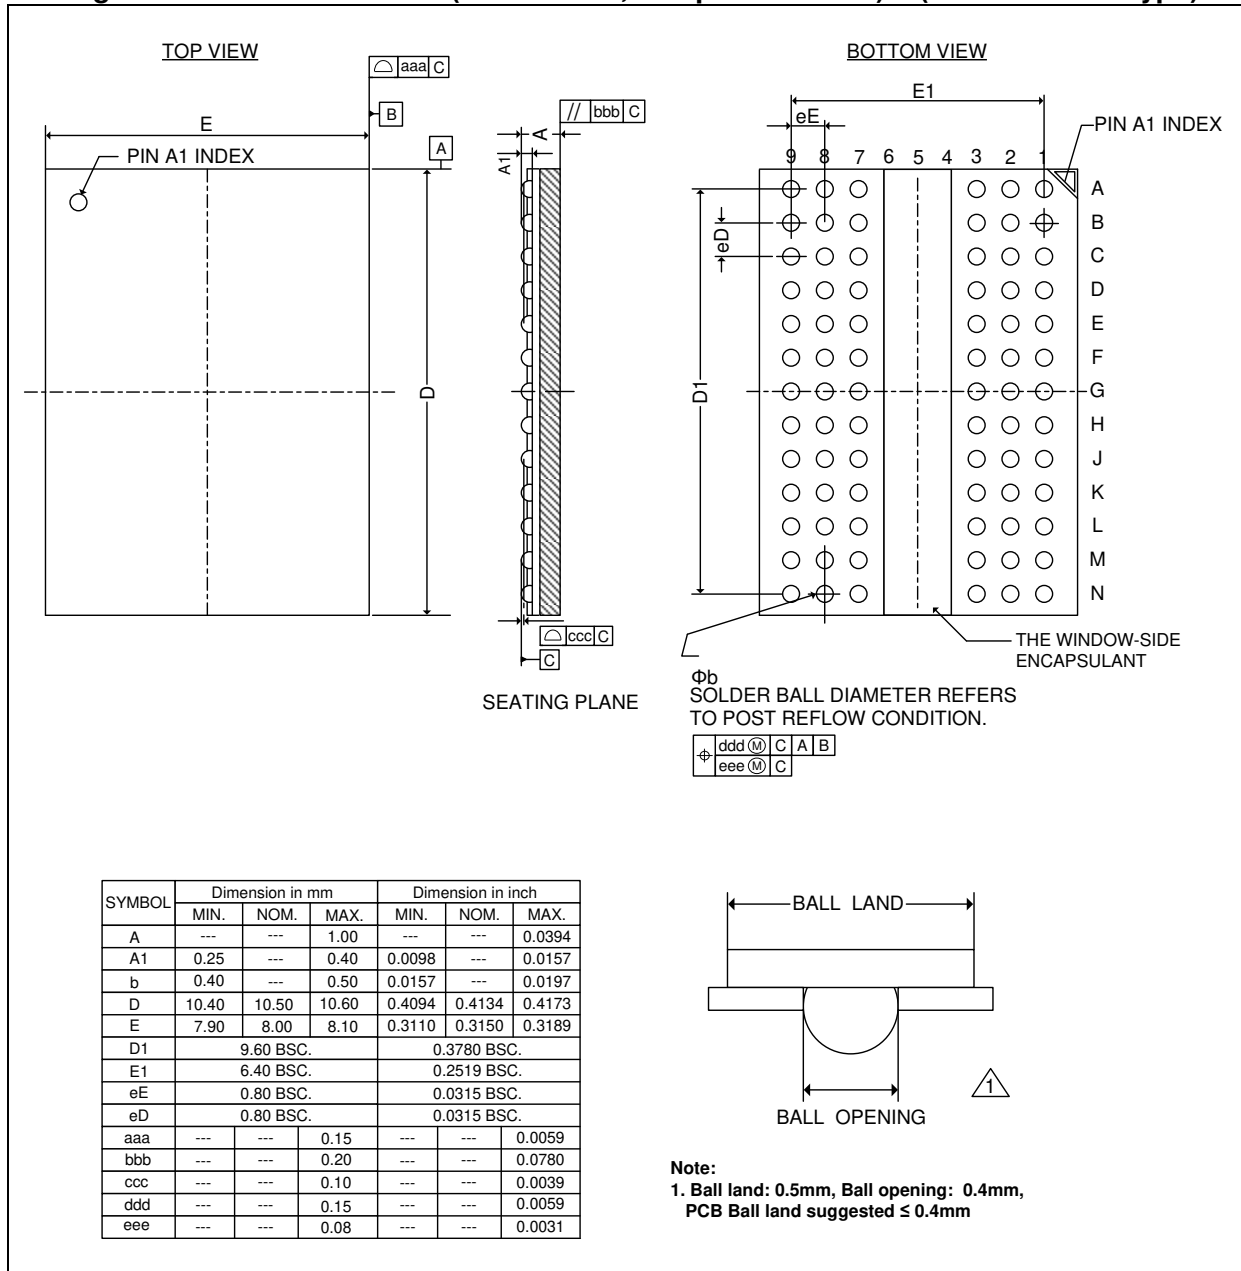 TOP VIEW
aaa C
B
E
PIN A1 INDEX
A
D
// bbb C
A
A1
ccc C
C
SEATING PLANE
BOTTOM VIEW
E1
eE
PIN A1 INDEX
9 8 7 6 5 4 3 2 1
A
B
eD
C
D
E
F
D1
G
H
J
K
L
M
N
THE WINDOW-SIDE
ENCAPSULANT
Φb
SOLDER BALL DIAMETER REFERS
TO POST REFLOW CONDITION.
ddd Ⓜ C A B
eee Ⓜ C
SYMBOL Dimension in mm Dimension in inch
MIN. NOM. MAX. MIN. NOM. MAX.
A --- --- 1.00 --- --- 0.0394
A1 0.25 --- 0.40 0.0098 --- 0.0157
b 0.40 --- 0.50 0.0157 --- 0.0197
D 10.40 10.50 10.60 0.4094 0.4134 0.4173
E 7.90 8.00 8.10 0.3110 0.3150 0.3189
D1 9.60 BSC. 0.3780 BSC.
E1 6.40 BSC. 0.2519 BSC.
eE 0.80 BSC. 0.0315 BSC.
eD 0.80 BSC. 0.0315 BSC.
aaa --- --- 0.15 --- --- 0.0059
bbb --- --- 0.20 --- --- 0.0780
ccc --- --- 0.10 --- --- 0.0039
ddd --- --- 0.15 --- --- 0.0059
eee --- --- 0.08 --- --- 0.0031
BALL LAND
1
BALL OPENING
Note:
1. Ball land: 0.5mm, Ball opening: 0.4mm,
PCB Ball land suggested ≤ 0.4mm